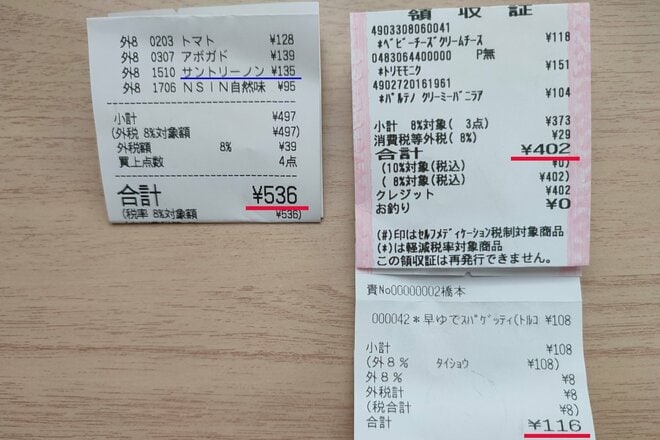 外8 0203 トマト ¥128
外8 0307 アボガド ¥139
外8 1510 サントリーノン ¥135
外8 1706 NSIN自然味 ¥95
小計 ¥497
(外税 8%対象額 ¥497)
外税額 8% ¥39
買上点数 4点
合計 ¥536
(税率 8%対象額 ¥536)
領収証
4903308060041
*ベビーチーズクリームチーズ ¥118
0483064400000 P無
*トリモモニク ¥151
4902720161961
*パルテノ クリーミーバニラア ¥104
小計 8%対象( 3点) ¥373
消費税等外税(8%) ¥29
合計 ¥402
(10%対象(税込) ¥0)
( 8%対象(税込) ¥402)
クレジット ¥402
お釣り ¥0
(#)印はセルフメディケーション税制対象商品
(*)は軽減税率対象商品
この領収証は再発行できません。
責No00000002橋本
000042*早ゆでスパゲッティ(トルコ ¥108
小計 ¥108
(外8% タイショウ ¥108)
外8% ¥8
外税計 ¥8
(税合計 ¥8)
合計 ¥116